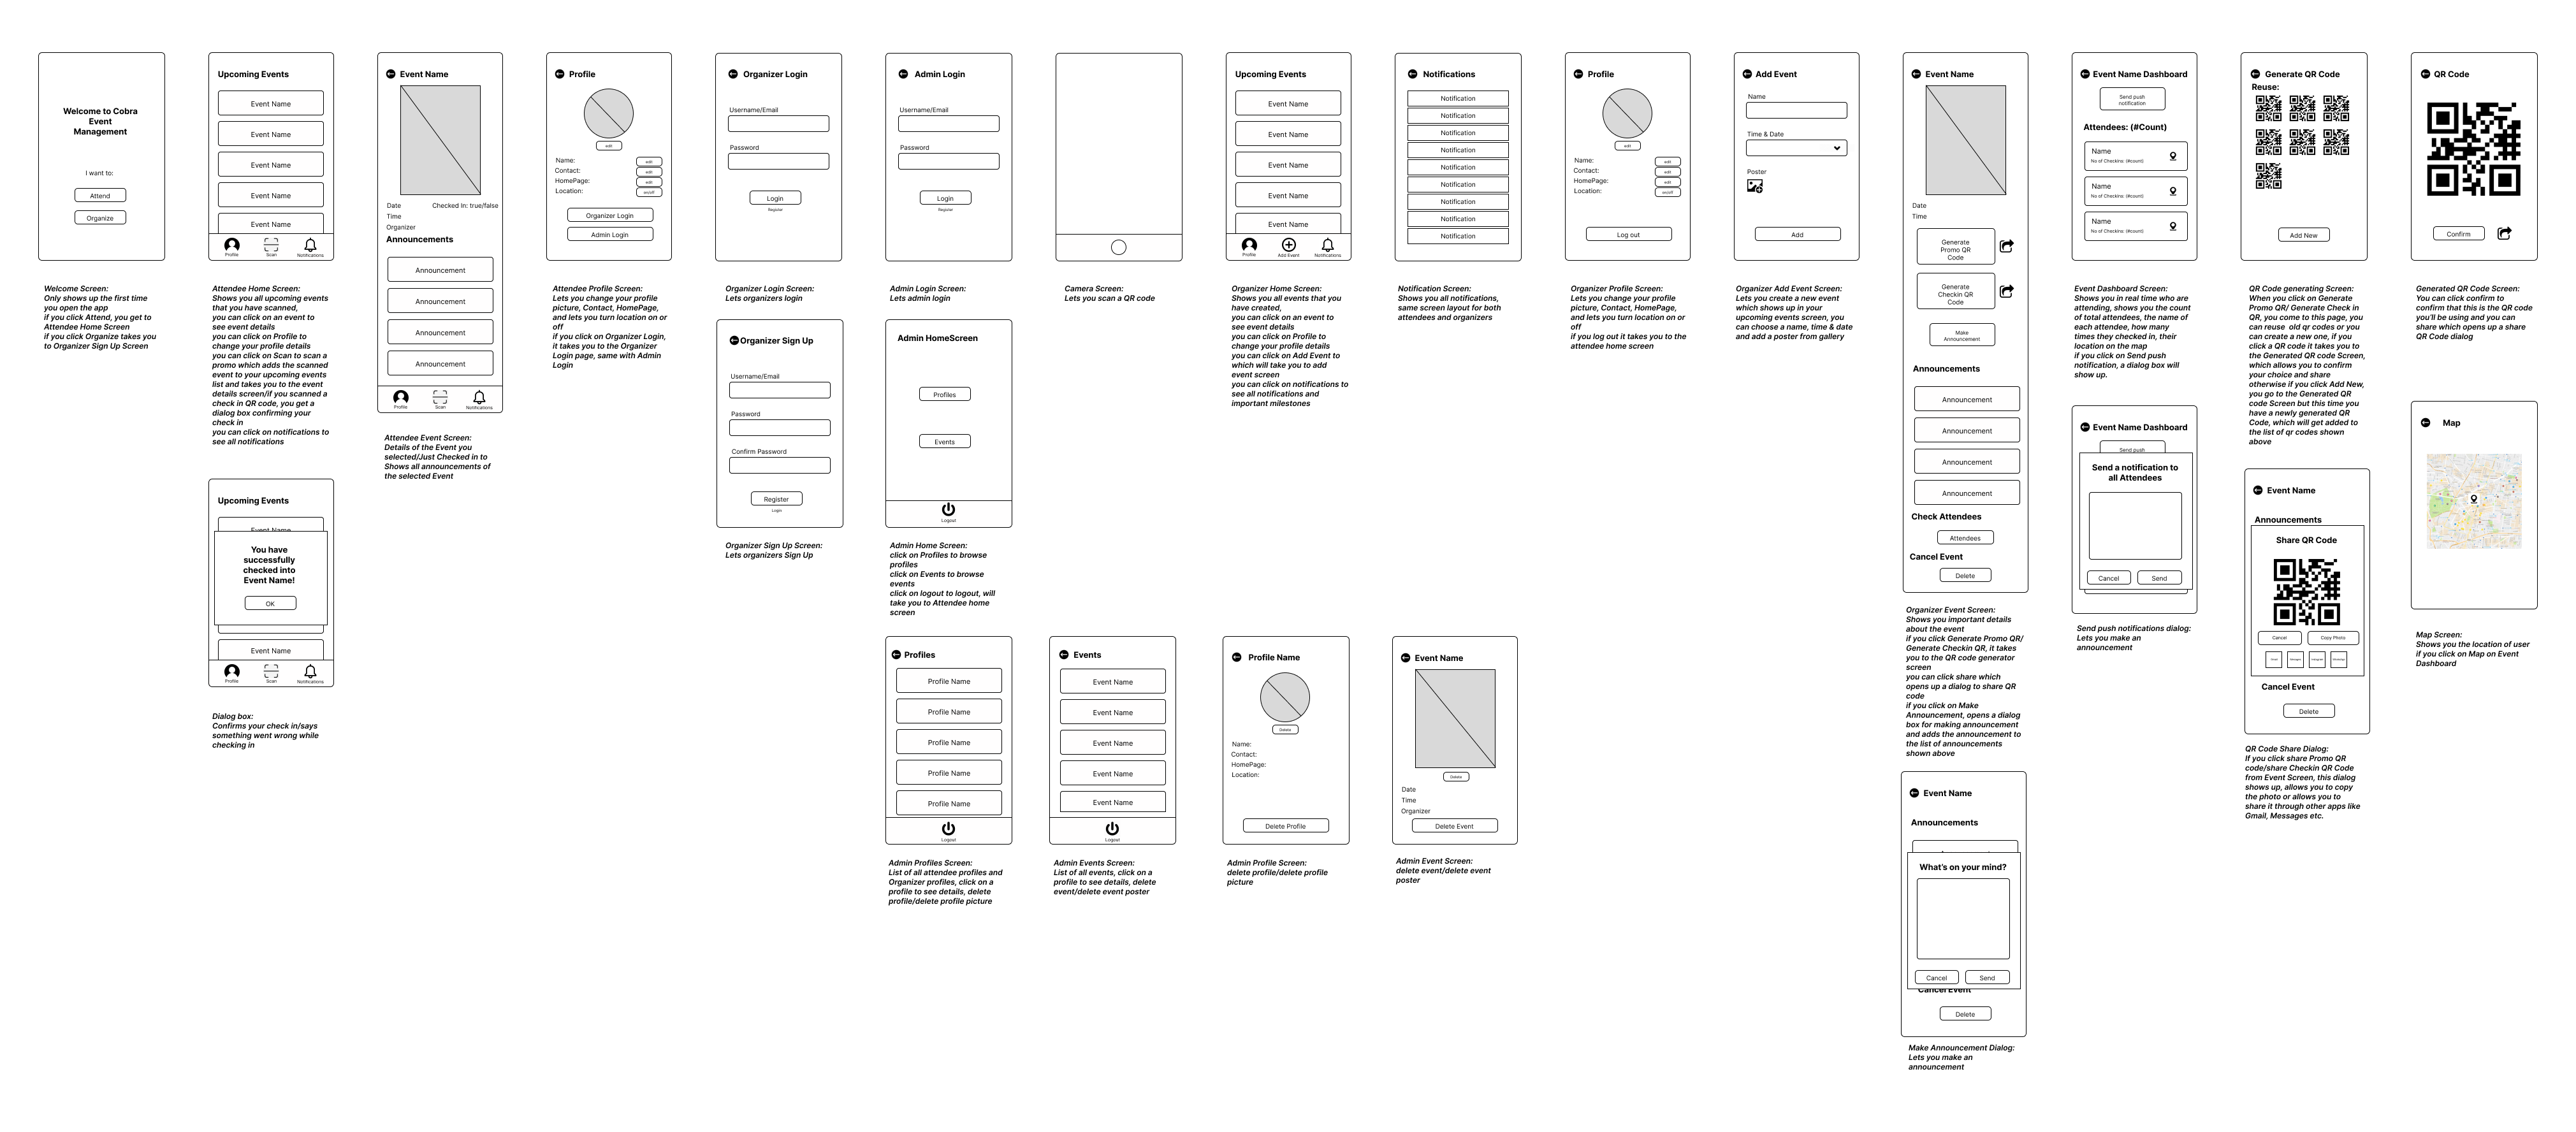 Welcome to Cobra
Event
Management
I want to:
Attend
Organize
Welcome Screen:
Only shows up the first time
you open the app
if you click Attend, you get to
Attendee Home Screen
if you click Organize takes you
to Organizer Sign Up Screen
Upcoming Events
Event Name
Event Name
Event Name
Event Name
Event Name
Profile
Scan
Notifications
Attendee Home Screen:
Shows you all upcoming events
that you have scanned,
you can click on an event to
see event details
you can click on Profile to
change your profile details
you can click on Scan to scan a
promo which adds the scanned
event to your upcoming events
list and takes you to the event
details screen/if you scanned a
check in QR code, you get a
dialog box confirming your
check in
you can click on notifications to
see all notifications
Upcoming Events
Event Name
You have
successfully
checked into
Event Name!
OK
Event Name
Profile
Scan
Notifications
Dialog box:
Confirms your check in/says
something went wrong while
checking in
Event Name
Date
Checked In: true/false
Time
Organizer
Announcements
Announcement
Announcement
Announcement
Announcement
Profile
Scan
Notifications
Attendee Event Screen:
Details of the Event you
selected/Just Checked in to
Shows all announcements of
the selected Event
Profile
edit
Name:
edit
Contact:
edit
HomePage:
edit
Location:
on/off
Organizer Login
Admin Login
Attendee Profile Screen:
Lets you change your profile
picture, Contact, HomePage,
and lets you turn location on or
off
if you click on Organizer Login,
it takes you to the Organizer
Login page, same with Admin
Login
Organizer Login
Username/Email
Password
Login
Register
Organizer Login Screen:
Lets organizers login
Organizer Sign Up
Username/Email
Password
Confirm Password
Register
Login
Organizer Sign Up Screen:
Lets organizers Sign Up
Admin Login
Username/Email
Password
Login
Register
Admin Login Screen:
Lets admin login
Admin HomeScreen
Profiles
Events
Logout
Admin Home Screen:
click on Profiles to browse
profiles
click on Events to browse
events
click on logout to logout, will
take you to Attendee home
screen
Profiles
Profile Name
Profile Name
Profile Name
Profile Name
Profile Name
Logout
Admin Profiles Screen:
List of all attendee profiles and
Organizer profiles, click on a
profile to see details, delete
profile/delete profile picture
Camera Screen:
Lets you scan a QR code
Events
Event Name
Event Name
Event Name
Event Name
Event Name
Logout
Admin Events Screen:
List of all events, click on a
profile to see details, delete
event/delete event poster
Upcoming Events
Event Name
Event Name
Event Name
Event Name
Event Name
Profile
Add Event
Notifications
Organizer Home Screen:
Shows you all events that you
have created,
you can click on an event to
see event details
you can click on Profile to
change your profile details
you can click on Add Event to
which will take you to add
event screen
you can click on notifications to
see all notifications and
important milestones
Profile Name
Delete
Name:
Contact:
HomePage:
Location:
Delete Profile
Admin Profile Screen:
delete profile/delete profile
picture
Notifications
Notification
Notification
Notification
Notification
Notification
Notification
Notification
Notification
Notification
Notification Screen:
Shows you all notifications,
same screen layout for both
attendees and organizers
Event Name
Delete
Date
Time
Organizer
Delete Event
Admin Event Screen:
delete event/delete event
poster
Profile
edit
Name:
edit
Contact:
edit
HomePage:
edit
Location:
on/off
Log out
Organizer Profile Screen:
Lets you change your profile
picture, Contact, HomePage,
and lets you turn location on or
off
if you log out it takes you to the
attendee home screen
Add Event
Name
Time & Date
Poster
Add
Organizer Add Event Screen:
Lets you create a new event
which shows up in your
upcoming events screen, you
can choose a name, time & date
and add a poster from gallery
Event Name
Date
Time
Generate
Promo QR
Code
Generate
Checkin QR
Code
Make
Announcement
Announcements
Announcement
Announcement
Announcement
Announcement
Check Attendees
Attendees
Cancel Event
Delete
Organizer Event Screen:
Shows you important details
about the event
if you click Generate Promo QR/
Generate Checkin QR, it takes
you to the QR code generator
screen
you can click share which
opens up a dialog to share QR
code
if you click on Make
Announcement, opens a dialog
box for making announcement
and adds the announcement to
the list of announcements
shown above
Event Name
Announcements
What's on your mind?
Cancel
Send
Cancel Event
Delete
Make Announcement Dialog:
Lets you make an
announcement
Event Name Dashboard
Send push
notification
Attendees: (#Count)
Name
No of Checkins: (#count)
Name
No of Checkins: (#count)
Name
No of Checkins: (#count)
Event Dashboard Screen:
Shows you in real time who are
attending, shows you the count
of total attendees, the name of
each attendee, how many
times they checked in, their
location on the map
if you click on Send push
notification, a dialog box will
show up.
Event Name Dashboard
Send push
Send a notification to
all Attendees
Cancel
Send
Send push notifications dialog:
Lets you make an
announcement
Generate QR Code
Reuse:
Add New
QR Code generating Screen:
When you click on Generate
Promo QR/ Generate Check in
QR, you come to this page, you
can reuse old qr codes or you
can create a new one, if you
click a QR code it takes you to
the Generated QR code Screen,
which allows you to confirm
your choice and share
otherwise if you click Add New,
you go to the Generated QR
code Screen but this time you
have a newly generated QR
Code, which will get added to
the list of qr codes shown
above
Event Name
Announcements
Share QR Code
Cancel
Copy Photo
Cancel Event
Delete
QR Code Share Dialog:
If you click share Promo QR
code/share Checkin QR Code
from Event Screen, this dialog
shows up, allows you to copy
the photo or allows you to
share it through other apps like
Gmail, Messages etc.
QR Code
Confirm
Generated QR Code Screen:
You can click confirm to
confirm that this is the QR code
you'll be using and you can
share which opens up a share
QR Code dialog
Map
Map Screen:
Shows you the location of user
if you click on Map on Event
Dashboard